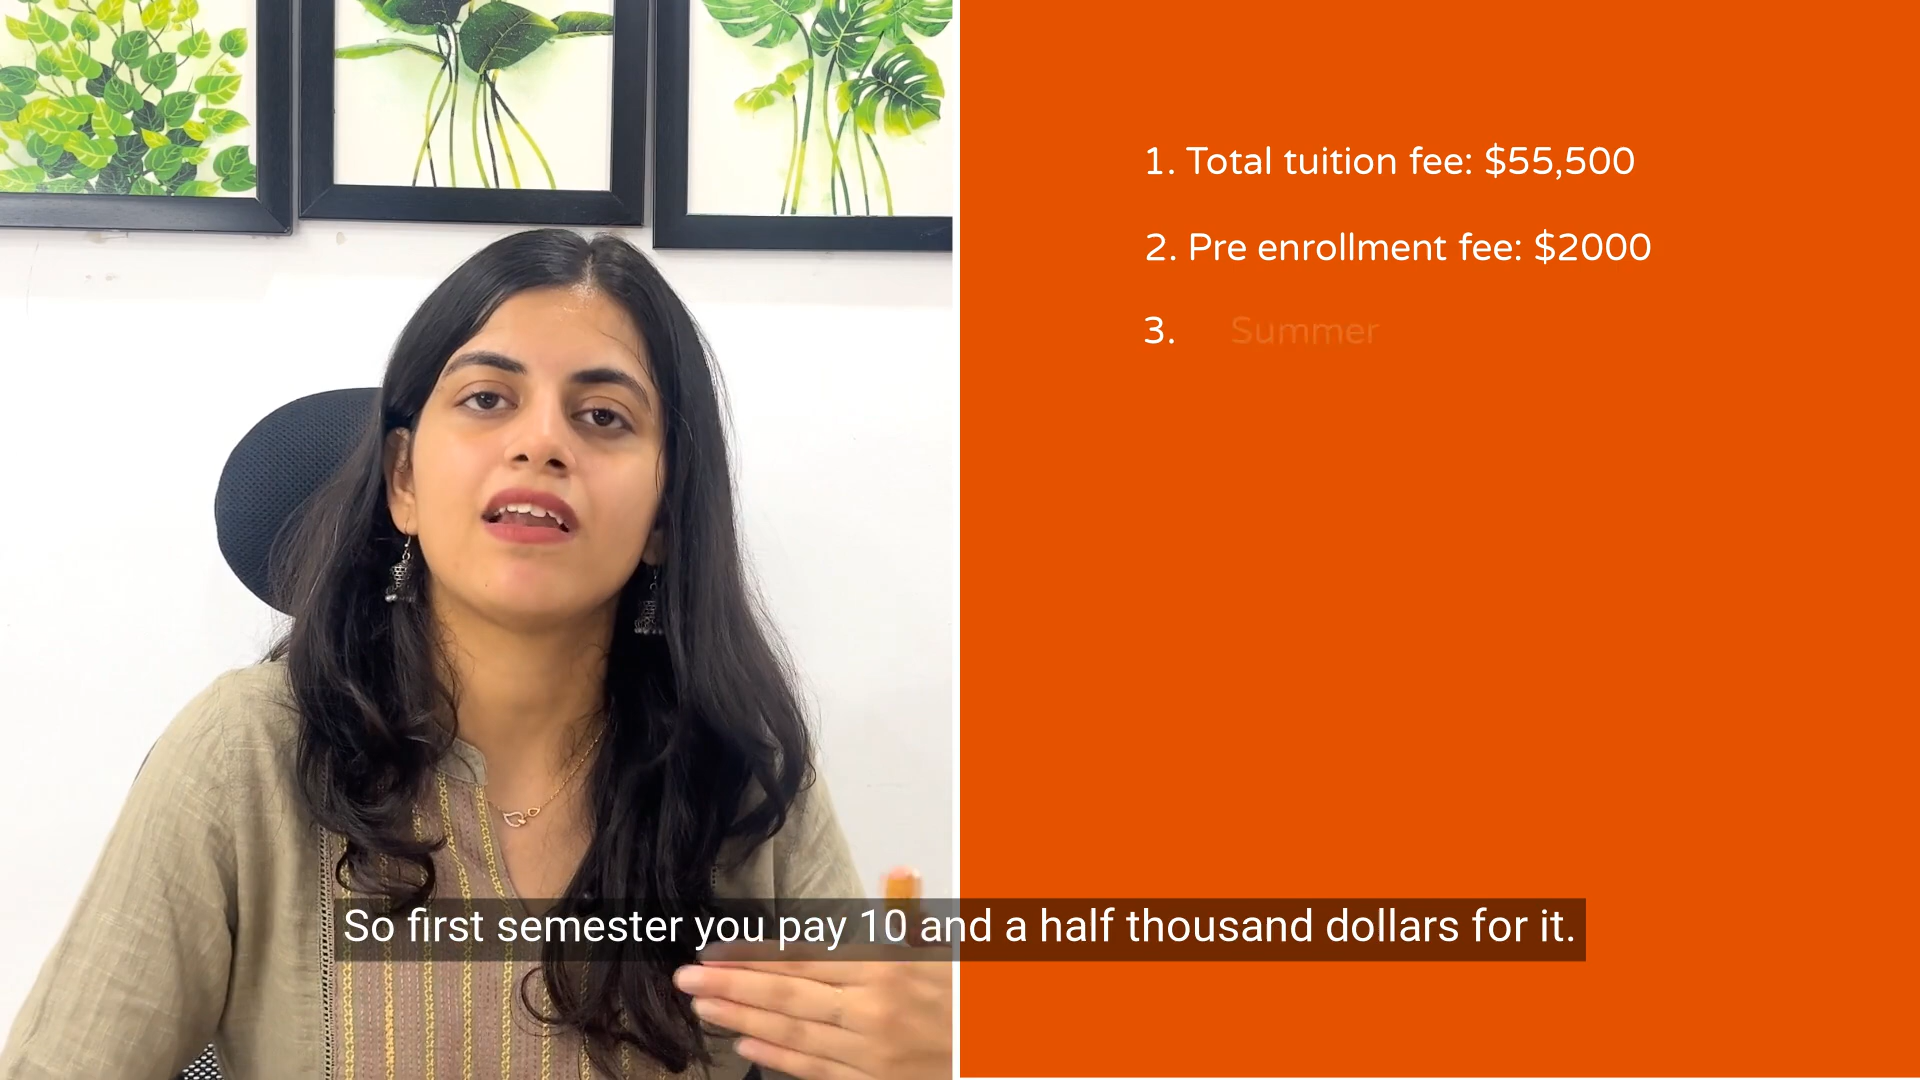 1. Total tuition fee: $55,500
2. Pre enrollment fee: $2000
3. Summer
So first semester you pay 10 and a half thousand dollars for it.